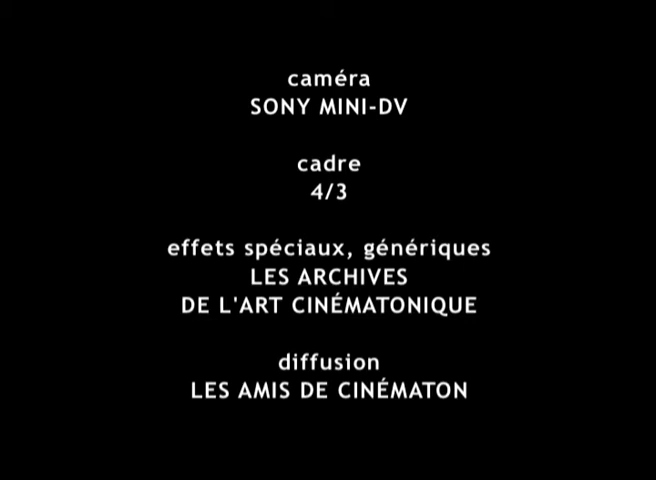 caméra
SONY MINI-DV
cadre
4/3
effets spéciaux, génériques
LES ARCHIVES
DE L'ART CINÉMATONIQUE
diffusion
LES AMIS DE CINÉMATON